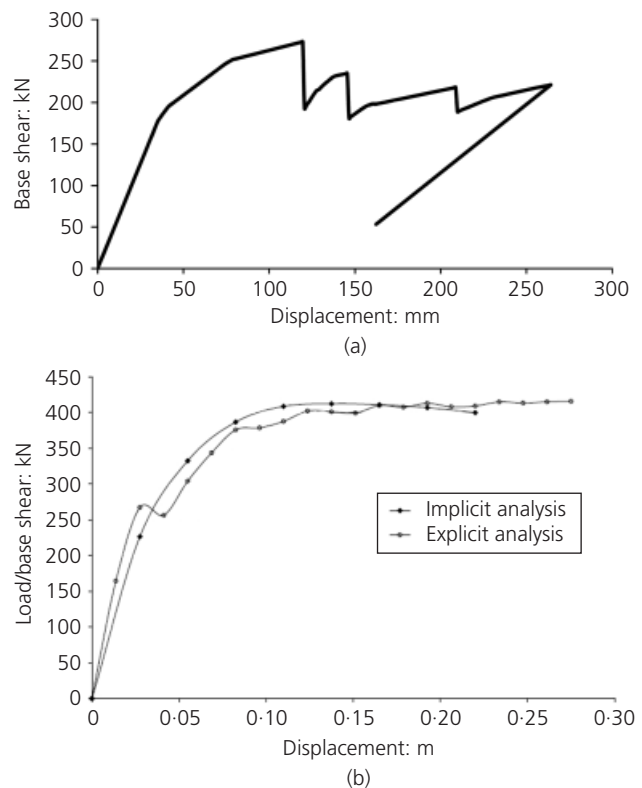 300
250
200
150
100
50
0
Base shear: kN
0 50 100 150 200 250 300
Displacement: mm
(a)
450
400
350
300
250
200
150
100
50
0
Load/base shear: kN
Implicit analysis
Explicit analysis
0 0·05 0·10 0·15 0·20 0·25 0·30
Displacement: m
(b)